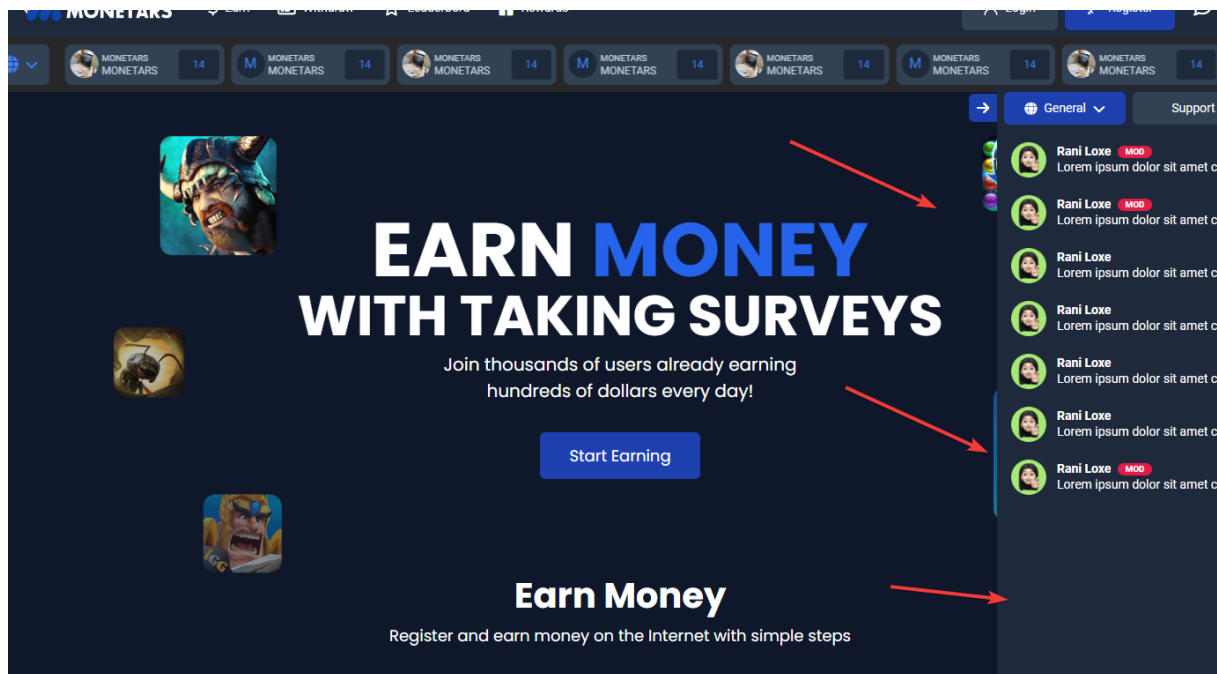 MONETARS
Earn
Withdraw
Leaderbord
Rewards
Login
Register
MONETARS
MONETARS
14
M
MONETARS
MONETARS
14
MONETARS
MONETARS
14
M
MONETARS
MONETARS
14
MONETARS
MONETARS
14
M
MONETARS
MONETARS
14
MONETARS
MONETARS
14
General
Support
EARN MONEY
WITH TAKING SURVEYS
Join thousands of users already earning
hundreds of dollars every day!
Start Earning
IGG
Earn Money
Register and earn money on the Internet with simple steps
Rani Loxe MOD
Lorem ipsum dolor sit amet c
Rani Loxe MOD
Lorem ipsum dolor sit amet c
Rani Loxe
Lorem ipsum dolor sit amet c
Rani Loxe
Lorem ipsum dolor sit amet c
Rani Loxe
Lorem ipsum dolor sit amet c
Rani Loxe
Lorem ipsum dolor sit amet c
Rani Loxe MOD
Lorem ipsum dolor sit amet c